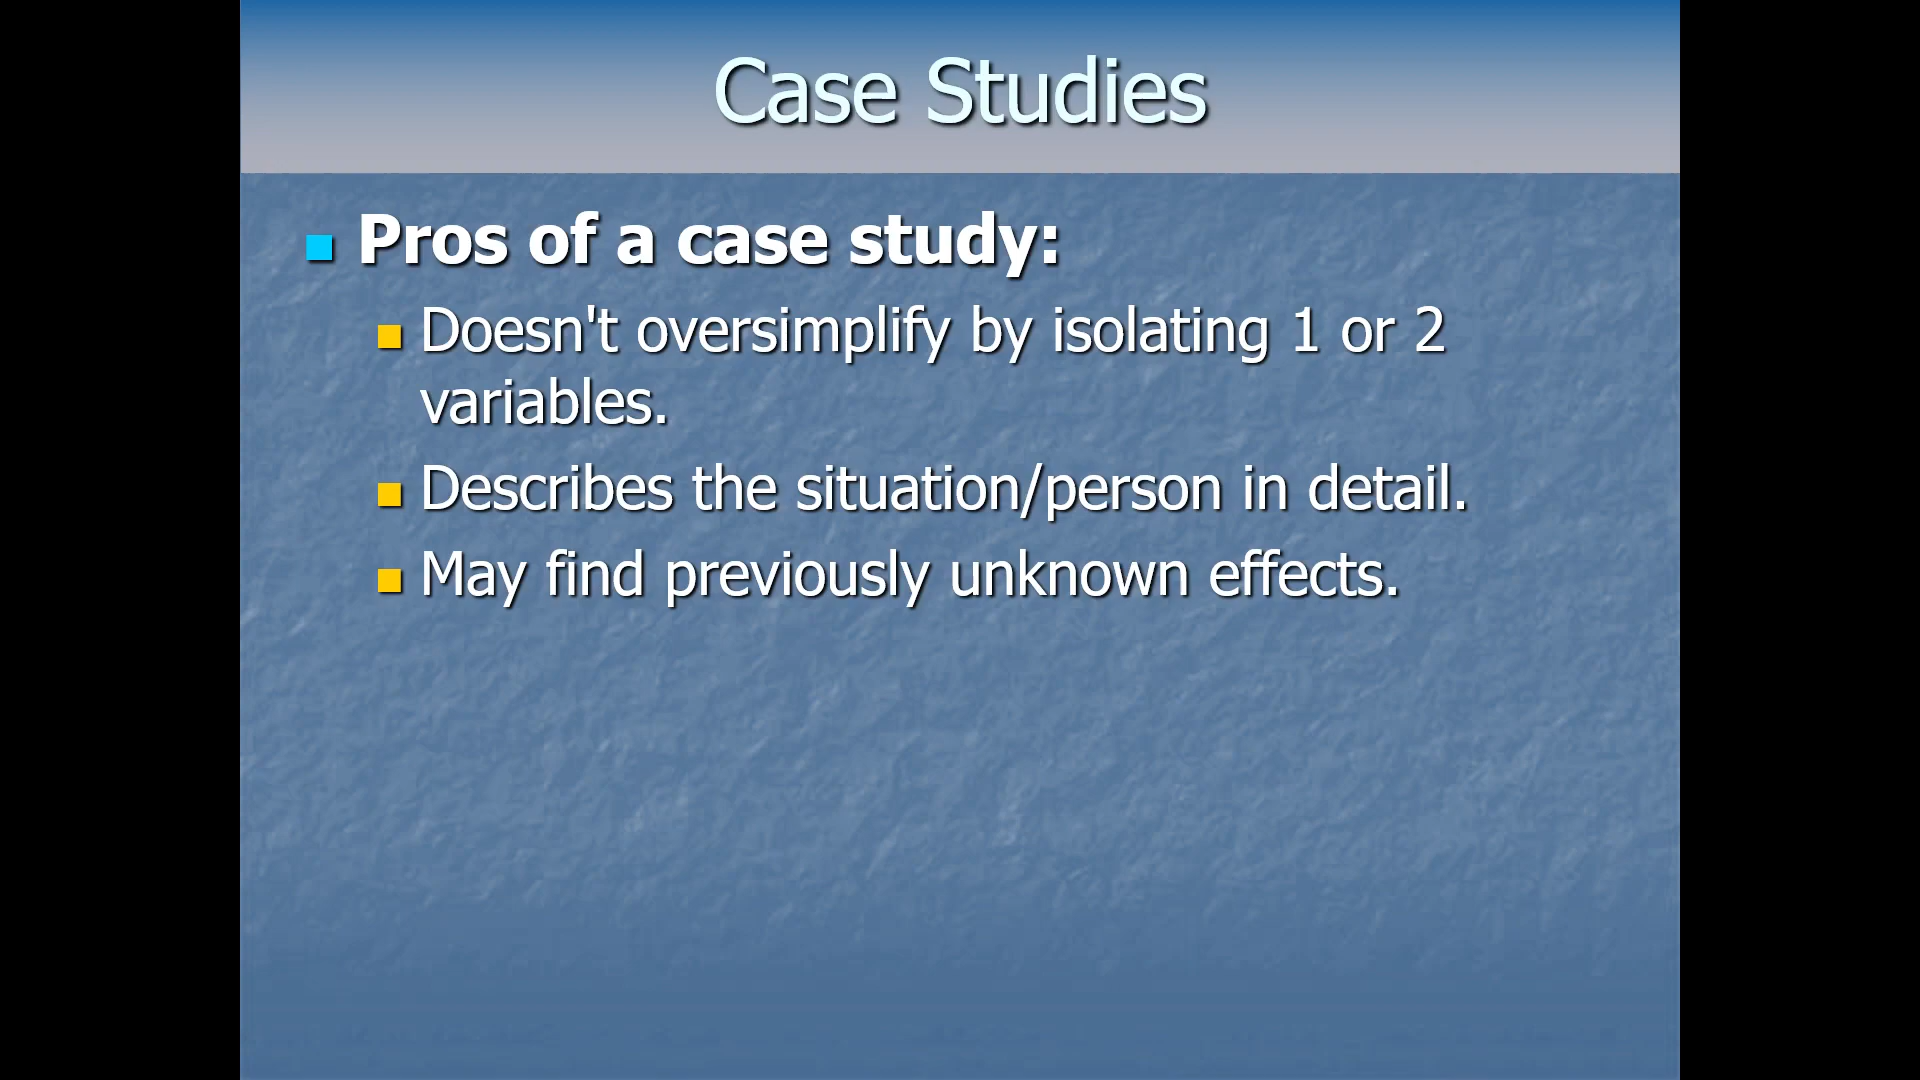 Case Studies
Pros of a case study:
Doesn't oversimplify by isolating 1 or 2
variables.
Describes the situation/person in detail.
May find previously unknown effects.